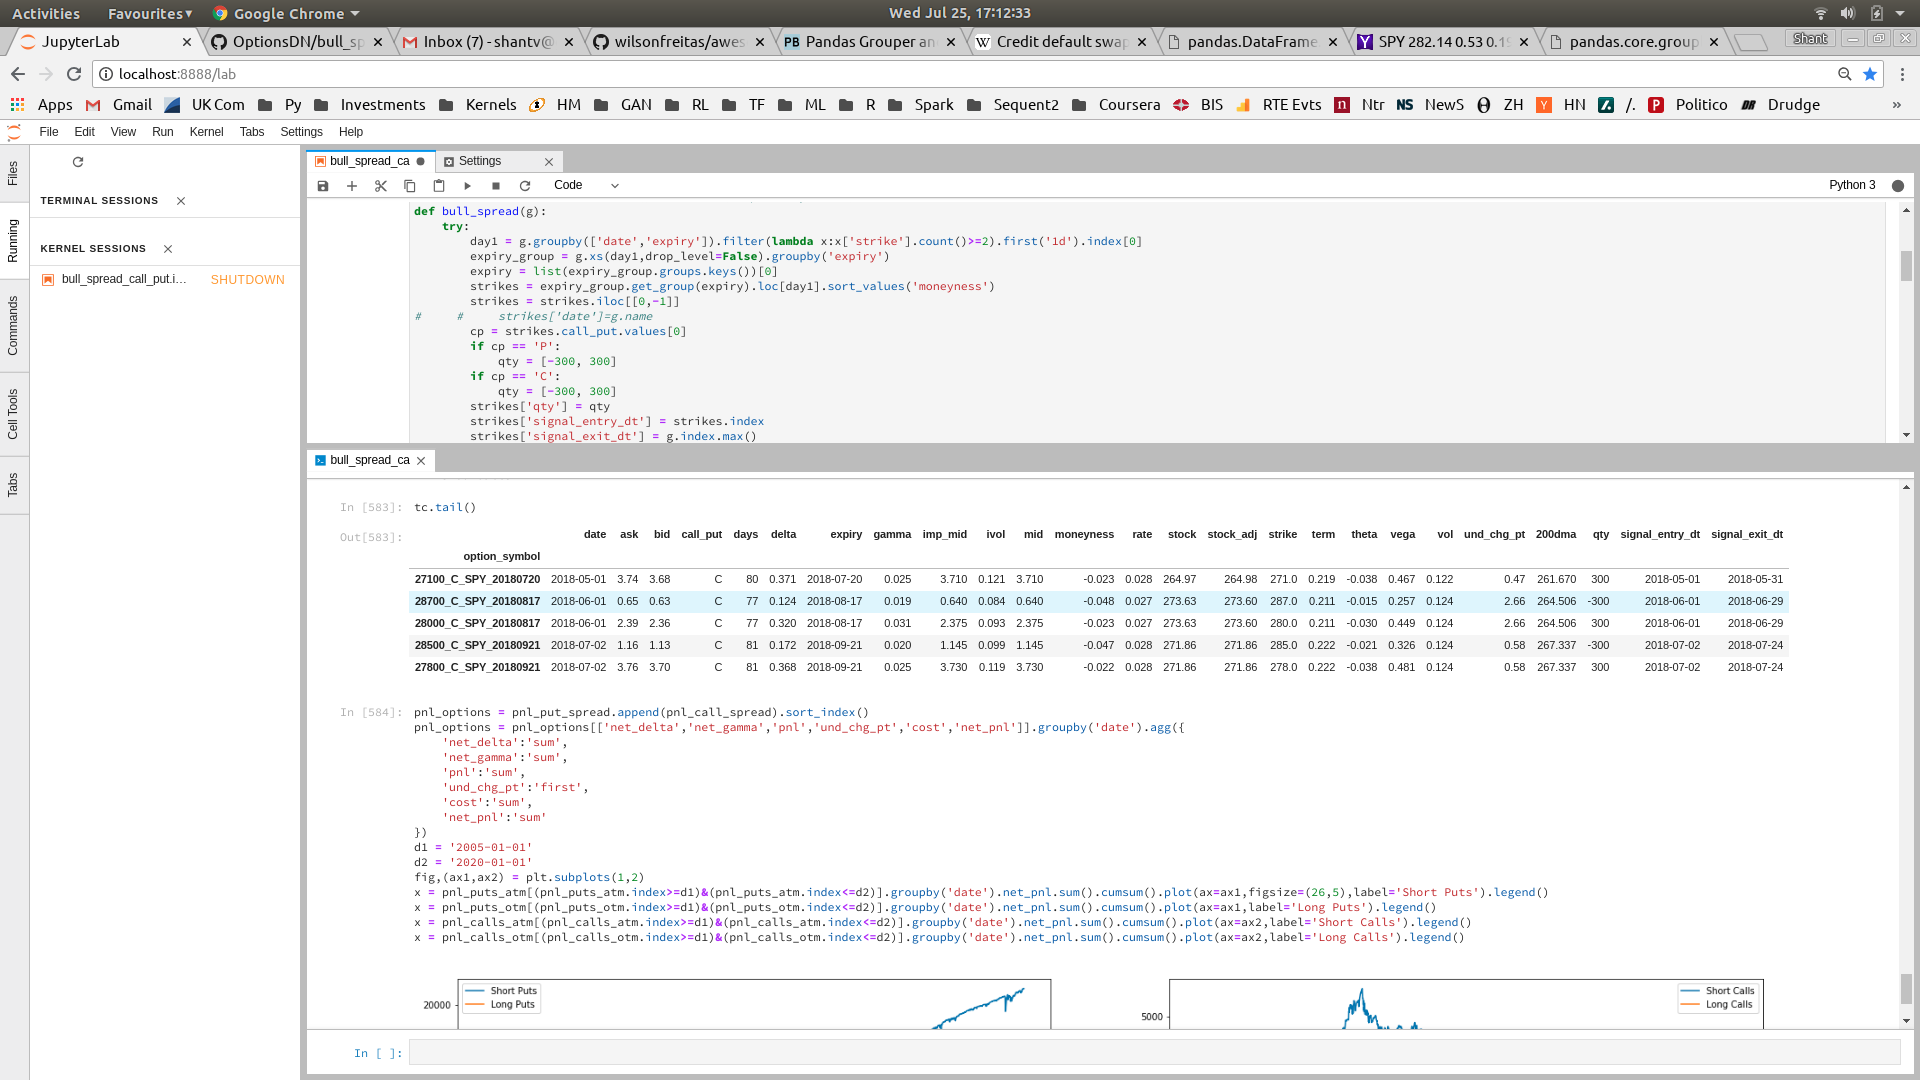 Activities Favourites▾ Google Chrome ▾ Wed Jul 25, 17:12:33
JupyterLab × OptionsDN/bull_sp × Inbox (7) - shantv@ × wilsonfreitas/awes × Pandas Grouper an × Credit default swap × pandas.DataFrame × SPY 282.14 0.53 0.19 × pandas.core.group × Shant
localhost:8888/lab
Apps Gmail UK Com Py Investments Kernels HM GAN RL TF ML R Spark Sequent2 Coursera BIS RTE Evts Ntr NewS ZH HN /. Politico Drudge »
File Edit View Run Kernel Tabs Settings Help
Files
Running
Commands
Cell Tools
Tabs
TERMINAL SESSIONS ×
KERNEL SESSIONS ×
bull_spread_call_put.i... SHUTDOWN
bull_spread_ca ● Settings ×
Code Python 3
def bull_spread(g):
try:
day1 = g.groupby(['date','expiry']).filter(lambda x:x['strike'].count()>=2).first('1d').index[0]
expiry_group = g.xs(day1,drop_level=False).groupby('expiry')
expiry = list(expiry_group.groups.keys())[0]
strikes = expiry_group.get_group(expiry).loc[day1].sort_values('moneyness')
strikes = strikes.iloc[[0,-1]]
# # strikes['date']=g.name
cp = strikes.call_put.values[0]
if cp == 'P':
qty = [-300, 300]
if cp == 'C':
qty = [-300, 300]
strikes['qty'] = qty
strikes['signal_entry_dt'] = strikes.index
strikes['signal_exit_dt'] = g.index.max()
bull_spread_ca ×
In [583]: tc.tail()
Out[583]:
date ask bid call_put days delta expiry gamma imp_mid ivol mid moneyness rate stock stock_adj strike term theta vega vol und_chg_pt 200dma qty signal_entry_dt signal_exit_dt
option_symbol
27100_C_SPY_20180720 2018-05-01 3.74 3.68 C 80 0.371 2018-07-20 0.025 3.710 0.121 3.710 -0.023 0.028 264.97 264.98 271.0 0.219 -0.038 0.467 0.122 0.47 261.670 300 2018-05-01 2018-05-31
28700_C_SPY_20180817 2018-06-01 0.65 0.63 C 77 0.124 2018-08-17 0.019 0.640 0.084 0.640 -0.048 0.027 273.63 273.60 287.0 0.211 -0.015 0.257 0.124 2.66 264.506 -300 2018-06-01 2018-06-29
28000_C_SPY_20180817 2018-06-01 2.39 2.36 C 77 0.320 2018-08-17 0.031 2.375 0.093 2.375 -0.023 0.027 273.63 273.60 280.0 0.211 -0.030 0.449 0.124 2.66 264.506 300 2018-06-01 2018-06-29
28500_C_SPY_20180921 2018-07-02 1.16 1.13 C 81 0.172 2018-09-21 0.020 1.145 0.099 1.145 -0.047 0.028 271.86 271.86 285.0 0.222 -0.021 0.326 0.124 0.58 267.337 -300 2018-07-02 2018-07-24
27800_C_SPY_20180921 2018-07-02 3.76 3.70 C 81 0.368 2018-09-21 0.025 3.730 0.119 3.730 -0.022 0.028 271.86 271.86 278.0 0.222 -0.038 0.481 0.124 0.58 267.337 300 2018-07-02 2018-07-24
In [584]: pnl_options = pnl_put_spread.append(pnl_call_spread).sort_index()
pnl_options = pnl_options[['net_delta','net_gamma','pnl','und_chg_pt','cost','net_pnl']].groupby('date').agg({
'net_delta':'sum',
'net_gamma':'sum',
'pnl':'sum',
'und_chg_pt':'first',
'cost':'sum',
'net_pnl':'sum'
})
d1 = '2005-01-01'
d2 = '2020-01-01'
fig,(ax1,ax2) = plt.subplots(1,2)
x = pnl_puts_atm[(pnl_puts_atm.index>=d1)&(pnl_puts_atm.index<=d2)].groupby('date').net_pnl.sum().cumsum().plot(ax=ax1,figsize=(26,5),label='Short Puts').legend()
x = pnl_puts_otm[(pnl_puts_otm.index>=d1)&(pnl_puts_otm.index<=d2)].groupby('date').net_pnl.sum().cumsum().plot(ax=ax1,label='Long Puts').legend()
x = pnl_calls_atm[(pnl_calls_atm.index>=d1)&(pnl_calls_atm.index<=d2)].groupby('date').net_pnl.sum().cumsum().plot(ax=ax2,label='Short Calls').legend()
x = pnl_calls_otm[(pnl_calls_otm.index>=d1)&(pnl_calls_otm.index<=d2)].groupby('date').net_pnl.sum().cumsum().plot(ax=ax2,label='Long Calls').legend()
Short Puts
Long Puts
20000
Short Calls
Long Calls
5000
In [ ]: